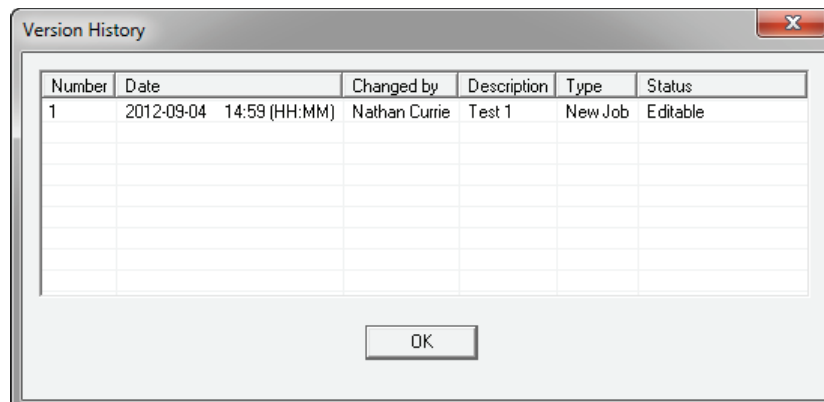 Version History
Number Date Changed by Description Type Status
1 2012-09-04 14:59 (HH:MM) Nathan Currie Test 1 New Job Editable
OK